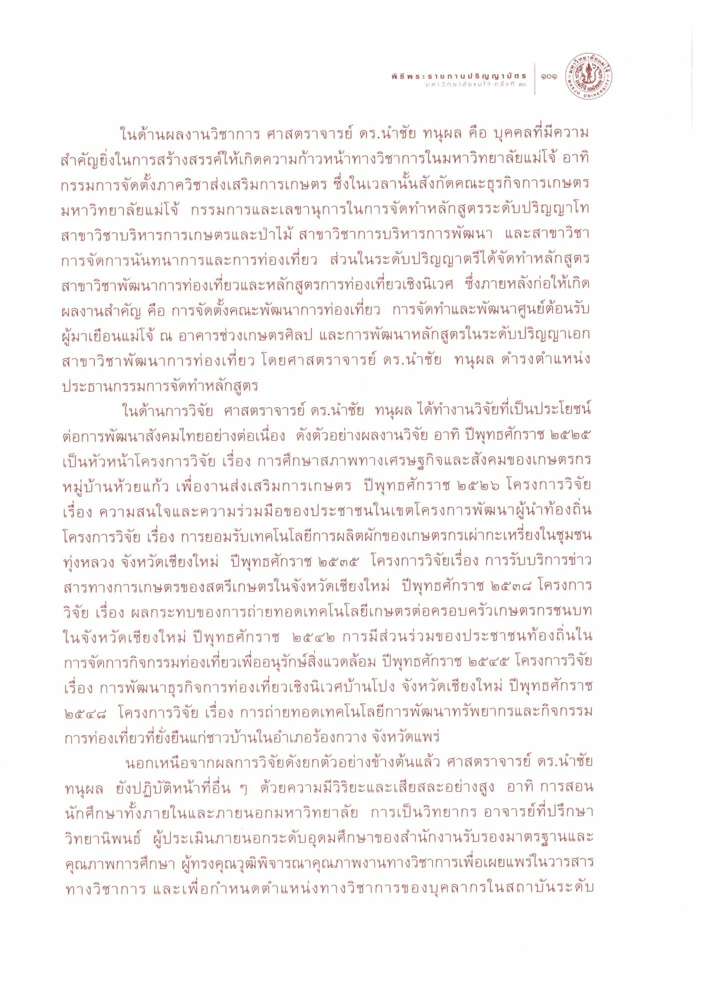 พิธีพระราชทานปริญญาบัตร
มหาวิทยาลัยแม่โจ้ ครั้งที่ ๓๐
๑๐๑
มหาวิทยาลัยแม่โจ้
แม่โจ้ ๒๔๗๗
MAEJO UNIVERSITY
ในด้านผลงานวิชาการ ศาสตราจารย์ ดร.นำชัย ทนุผล คือ บุคคลที่มีความ
สำคัญยิ่งในการสร้างสรรค์ให้เกิดความก้าวหน้าทางวิชาการในมหาวิทยาลัยแม่โจ้ อาทิ
กรรมการจัดตั้งภาควิชาส่งเสริมการเกษตร ซึ่งในเวลานั้นสังกัดคณะธุรกิจการเกษตร
มหาวิทยาลัยแม่โจ้ กรรมการและเลขานุการในการจัดทำหลักสูตรระดับปริญญาโท
สาขาวิชาบริหารการเกษตรและป่าไม้ สาขาวิชาการบริหารการพัฒนา และสาขาวิชา
การจัดการนันทนาการและการท่องเที่ยว ส่วนในระดับปริญญาตรีได้จัดทำหลักสูตร
สาขาวิชาพัฒนาการท่องเที่ยวและหลักสูตรการท่องเที่ยวเชิงนิเวศ ซึ่งภายหลังก่อให้เกิด
ผลงานสำคัญ คือ การจัดตั้งคณะพัฒนาการท่องเที่ยว การจัดทำและพัฒนาศูนย์ต้อนรับ
ผู้มาเยือนแม่โจ้ ณ อาคารช่วงเกษตรศิลป และการพัฒนาหลักสูตรในระดับปริญญาเอก
สาขาวิชาพัฒนาการท่องเที่ยว โดยศาสตราจารย์ ดร.นำชัย ทนุผล ดำรงตำแหน่ง
ประธานกรรมการจัดทำหลักสูตร
ในด้านการวิจัย ศาสตราจารย์ ดร.นำชัย ทนุผล ได้ทำงานวิจัยที่เป็นประโยชน์
ต่อการพัฒนาสังคมไทยอย่างต่อเนื่อง ดังตัวอย่างผลงานวิจัย อาทิ ปีพุทธศักราช ๒๕๒๕
เป็นหัวหน้าโครงการวิจัย เรื่อง การศึกษาสภาพทางเศรษฐกิจและสังคมของเกษตรกร
หมู่บ้านห้วยแก้ว เพื่องานส่งเสริมการเกษตร ปีพุทธศักราช ๒๕๒๖ โครงการวิจัย
เรื่อง ความสนใจและความร่วมมือของประชาชนในเขตโครงการพัฒนาผู้นำท้องถิ่น
โครงการวิจัย เรื่อง การยอมรับเทคโนโลยีการผลิตผักของเกษตรกรเผ่ากะเหรี่ยงในชุมชน
ทุ่งหลวง จังหวัดเชียงใหม่ ปีพุทธศักราช ๒๕๓๕ โครงการวิจัยเรื่อง การรับบริการข่าว
สารทางการเกษตรของสตรีเกษตรในจังหวัดเชียงใหม่ ปีพุทธศักราช ๒๕๓๘ โครงการ
วิจัย เรื่อง ผลกระทบของการถ่ายทอดเทคโนโลยีเกษตรต่อครอบครัวเกษตรกรชนบท
ในจังหวัดเชียงใหม่ ปีพุทธศักราช ๒๕๔๒ การมีส่วนร่วมของประชาชนท้องถิ่นใน
การจัดการกิจกรรมท่องเที่ยวเพื่ออนุรักษ์สิ่งแวดล้อม ปีพุทธศักราช ๒๕๔๕ โครงการวิจัย
เรื่อง การพัฒนาธุรกิจการท่องเที่ยวเชิงนิเวศบ้านโปง จังหวัดเชียงใหม่ ปีพุทธศักราช
๒๕๔๘ โครงการวิจัย เรื่อง การถ่ายทอดเทคโนโลยีการพัฒนาทรัพยากรและกิจกรรม
การท่องเที่ยวที่ยั่งยืนแก่ชาวบ้านในอำเภอร้องกวาง จังหวัดแพร่
นอกเหนือจากผลการวิจัยดังยกตัวอย่างข้างต้นแล้ว ศาสตราจารย์ ดร.นำชัย
ทนุผล ยังปฏิบัติหน้าที่อื่น ๆ ด้วยความมีวิริยะและเสียสละอย่างสูง อาทิ การสอน
นักศึกษาทั้งภายในและภายนอกมหาวิทยาลัย การเป็นวิทยากร อาจารย์ที่ปรึกษา
วิทยานิพนธ์ ผู้ประเมินภายนอกระดับอุดมศึกษาของสำนักงานรับรองมาตรฐานและ
คุณภาพการศึกษา ผู้ทรงคุณวุฒิพิจารณาคุณภาพงานทางวิชาการเพื่อเผยแพร่ในวารสาร
ทางวิชาการ และเพื่อกำหนดตำแหน่งทางวิชาการของบุคลากรในสถาบันระดับ